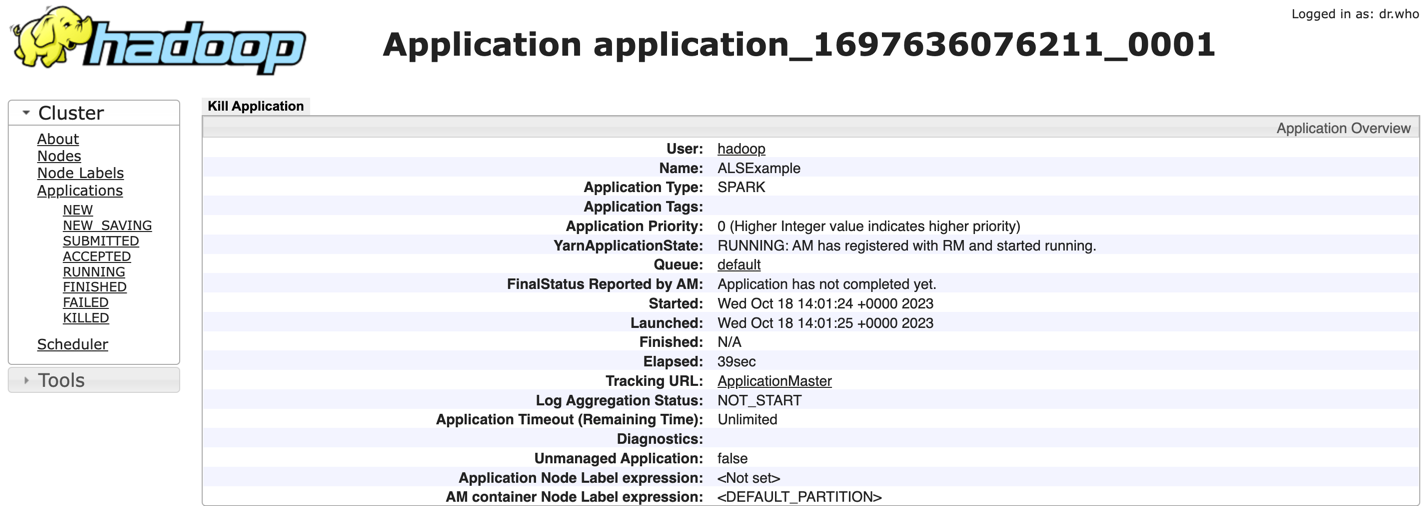 Logged in as: dr.who
hadoop
Application application_1697636076211_0001
Cluster
About
Nodes
Node Labels
Applications
NEW
NEW_SAVING
SUBMITTED
ACCEPTED
RUNNING
FINISHED
FAILED
KILLED
Scheduler
Tools
Kill Application
Application Overview
User: hadoop
Name: ALSExample
Application Type: SPARK
Application Tags:
Application Priority: 0 (Higher Integer value indicates higher priority)
YarnApplicationState: RUNNING: AM has registered with RM and started running.
Queue: default
FinalStatus Reported by AM: Application has not completed yet.
Started: Wed Oct 18 14:01:24 +0000 2023
Launched: Wed Oct 18 14:01:25 +0000 2023
Finished: N/A
Elapsed: 39sec
Tracking URL: ApplicationMaster
Log Aggregation Status: NOT_START
Application Timeout (Remaining Time): Unlimited
Diagnostics:
Unmanaged Application: false
Application Node Label expression: <Not set>
AM container Node Label expression: <DEFAULT_PARTITION>